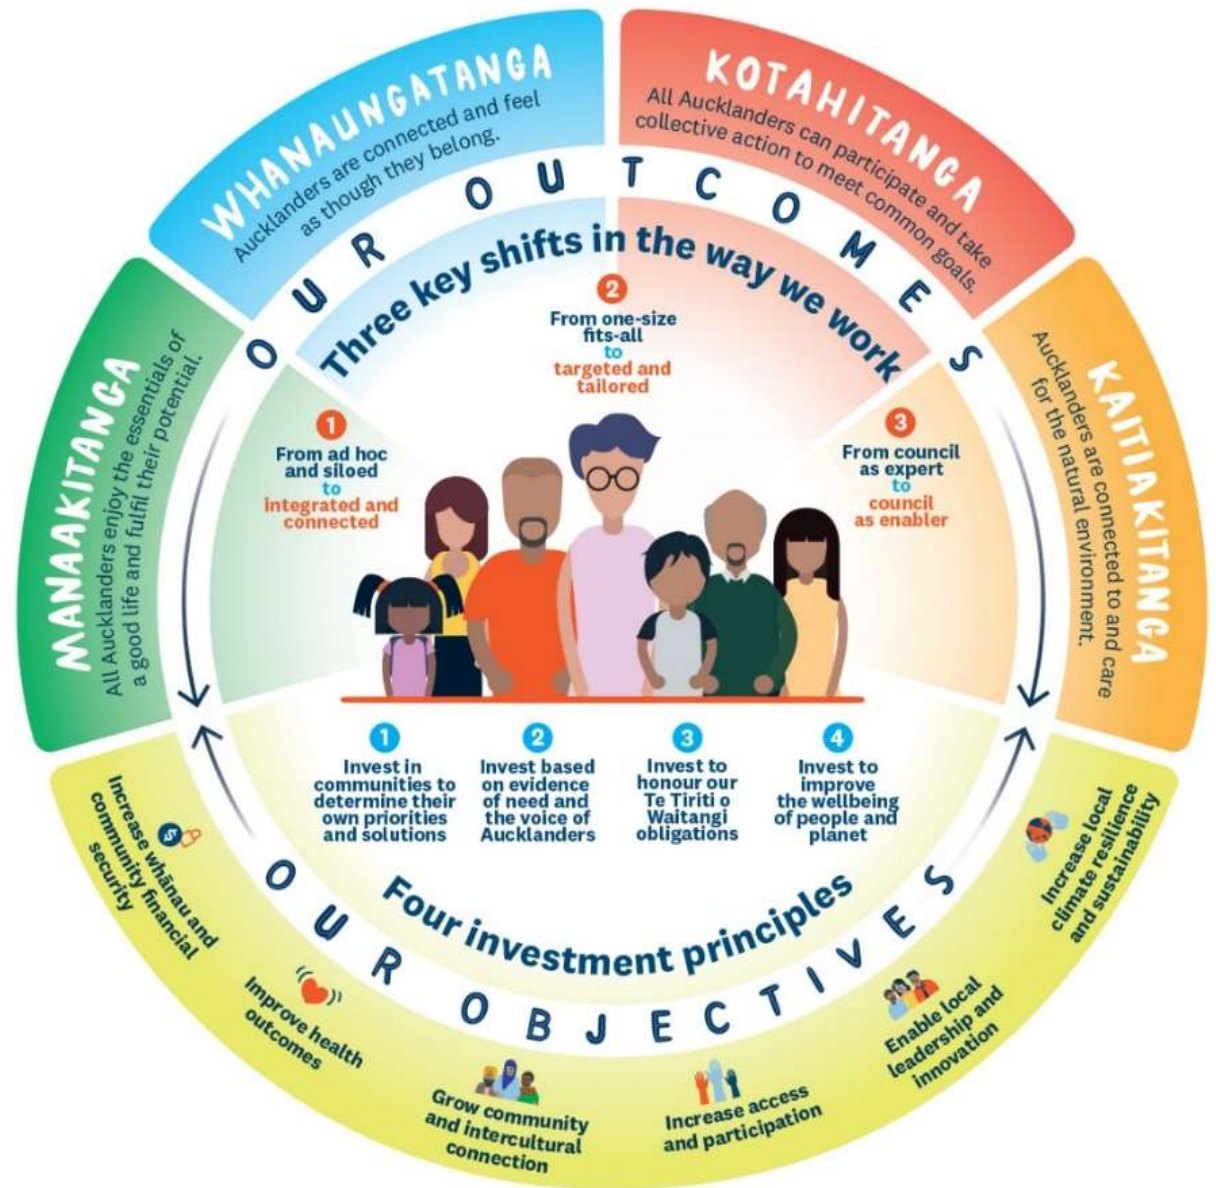 WHANAUNGATANGA
Aucklanders are connected and feel
as though they belong.
KOTAHITANGA
All Aucklanders can participate and take
collective action to meet common goals.
MANAAKITANGA
All Aucklanders enjoy the essentials of
a good life and fulfil their potential.
KAITIAKITANGA
Aucklanders are connected to and care
for the natural environment.
OUR OUTCOMES
Three key shifts in the way we work
1
From ad hoc
and siloed
to
integrated and
connected
2
From one-size
fits-all
to
targeted and
tailored
3
From council
as expert
to
council
as enabler
1
Invest in
communities to
determine their
own priorities
and solutions
2
Invest based
on evidence
of need and
the voice of
Aucklanders
3
Invest to
honour our
Te Tiriti o
Waitangi
obligations
4
Invest to
improve
the wellbeing
of people and
planet
Four investment principles
OUR OBJECTIVES
$
Increase whānau and
community financial
security
Improve health
outcomes
Grow community
and intercultural
connection
Increase access
and participation
Enable local
leadership and
innovation
Increase local
climate resilience
and sustainability